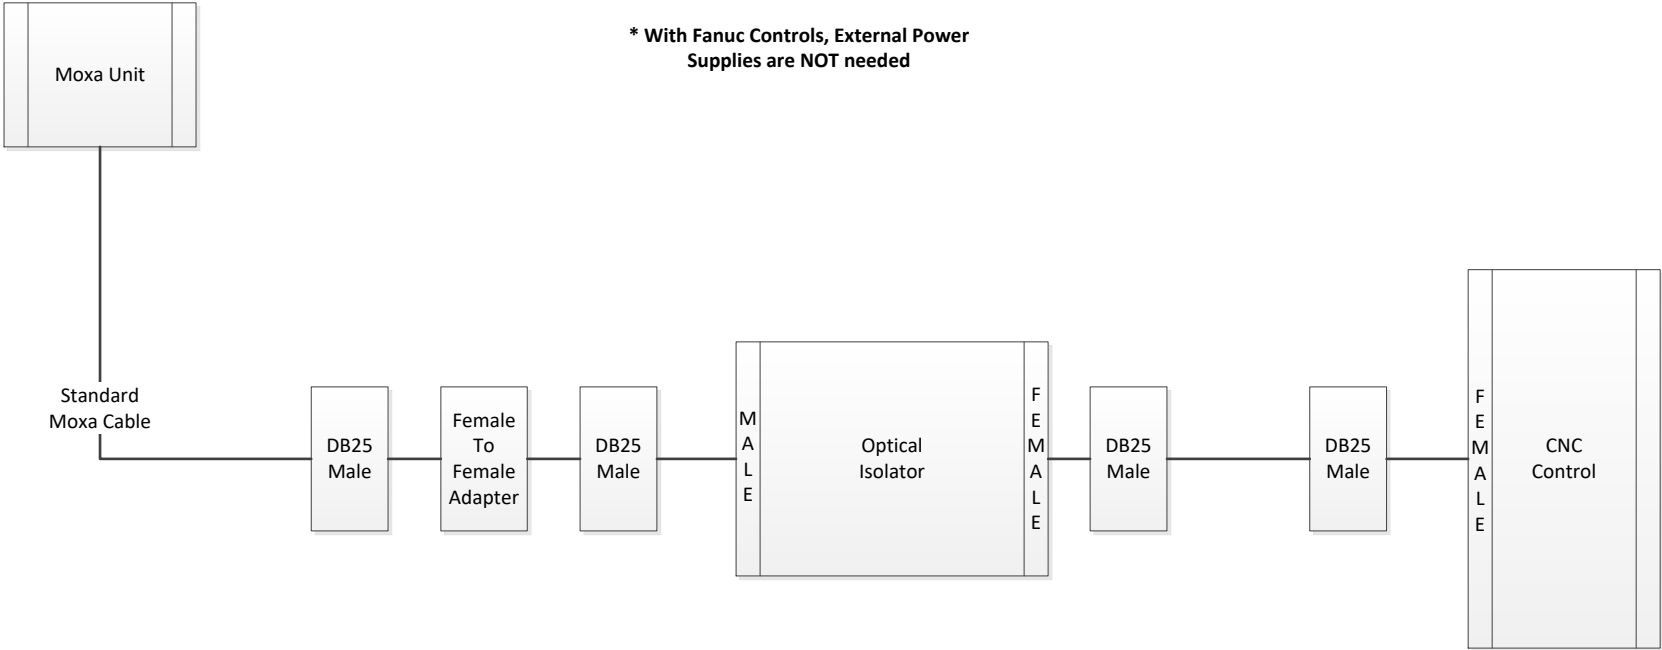 * With Fanuc Controls, External Power
Supplies are NOT needed
Moxa Unit
Standard
Moxa Cable
DB25
Male
Female
To
Female
Adapter
DB25
Male
M
A
L
E
Optical
Isolator
F
E
M
A
L
E
DB25
Male
DB25
Male
F
E
M
A
L
E
CNC
Control